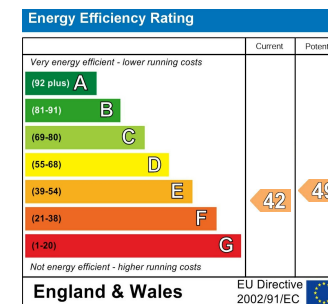 Energy Efficiency Rating
Current
Very energy efficient - lower running costs
(92 plus) A
(81-91) B
(69-80) C
(55-68) D
(39-54) E
42
(21-38) F
(1-20) G
Not energy efficient - higher running costs
England & Wales
EU Directive
2002/91/EC